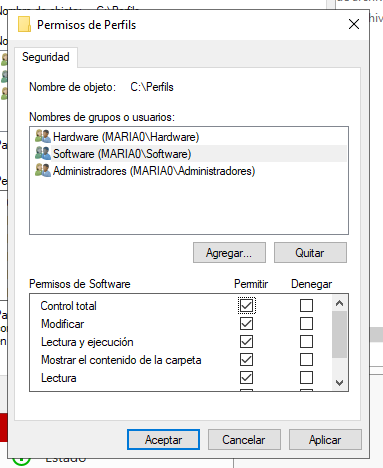 Permisos de Perfils
Seguridad
Nombre de objeto: C:\Perfils
Nombres de grupos o usuarios:
Hardware (MARIA0\Hardware)
Software (MARIA0\Software)
Administradores (MARIA0\Administradores)
Agregar... Quitar
Permisos de Software Permitir Denegar
Control total
Modificar
Lectura y ejecución
Mostrar el contenido de la carpeta
Lectura
Aceptar Cancelar Aplicar
Estado